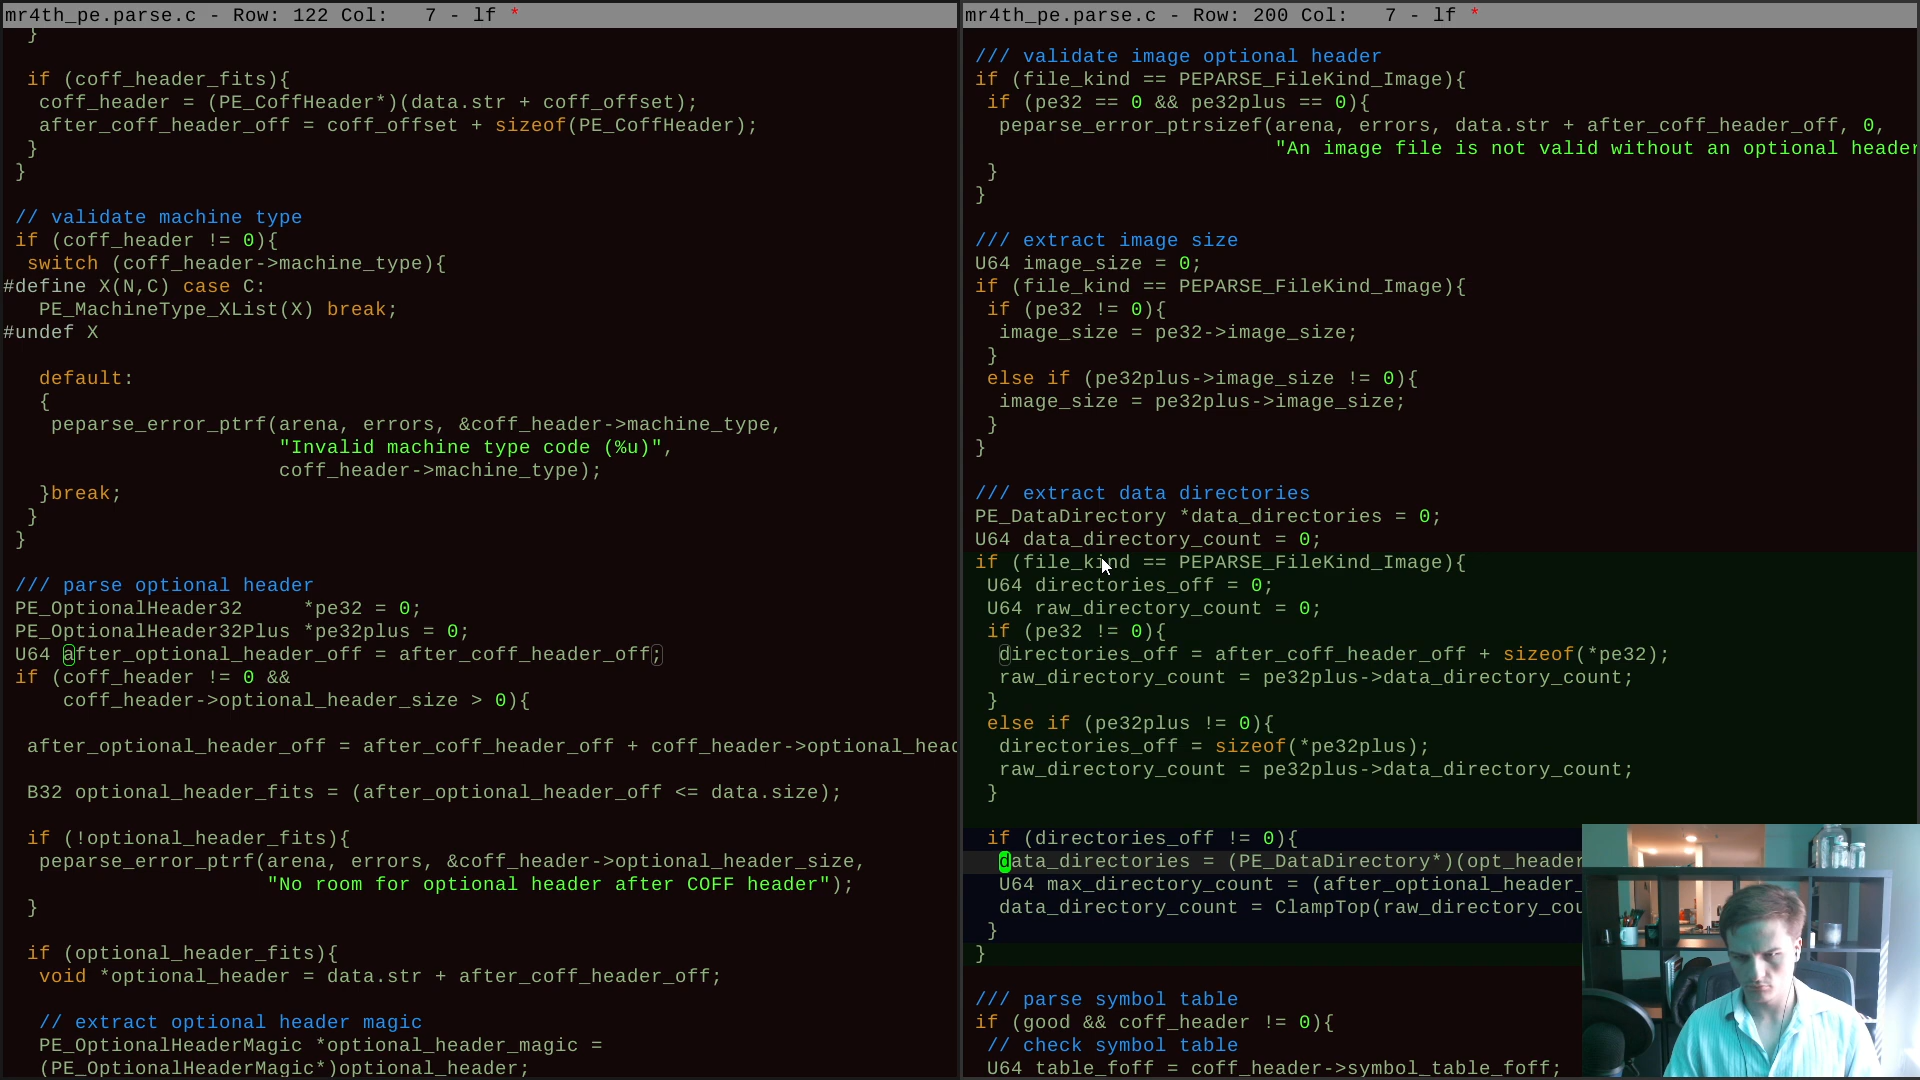 mr4th_pe.parse.c - Row: 122 Col:   7 - lf *
}
if (coff_header_fits){
coff_header = (PE_CoffHeader*)(data.str + coff_offset);
after_coff_header_off = coff_offset + sizeof(PE_CoffHeader);
}
}
// validate machine type
if (coff_header != 0){
switch (coff_header->machine_type){
#define X(N,C) case C:
PE_MachineType_XList(X) break;
#undef X
default:
{
peparse_error_ptrf(arena, errors, &coff_header->machine_type,
"Invalid machine type code (%u)",
coff_header->machine_type);
}break;
}
}
/// parse optional header
PE_OptionalHeader32     *pe32 = 0;
PE_OptionalHeader32Plus *pe32plus = 0;
U64 after_optional_header_off = after_coff_header_off;
if (coff_header != 0 &&
coff_header->optional_header_size > 0){
after_optional_header_off = after_coff_header_off + coff_header->optional_head
B32 optional_header_fits = (after_optional_header_off <= data.size);
if (!optional_header_fits){
peparse_error_ptrf(arena, errors, &coff_header->optional_header_size,
"No room for optional header after COFF header");
}
if (optional_header_fits){
void *optional_header = data.str + after_coff_header_off;
// extract optional header magic
PE_OptionalHeaderMagic *optional_header_magic =
(PE_OptionalHeaderMagic*)optional_header;
mr4th_pe.parse.c - Row: 200 Col:   7 - lf *
/// validate image optional header
if (file_kind == PEPARSE_FileKind_Image){
if (pe32 == 0 && pe32plus == 0){
peparse_error_ptrsizef(arena, errors, data.str + after_coff_header_off, 0,
"An image file is not valid without an optional header
}
}
/// extract image size
U64 image_size = 0;
if (file_kind == PEPARSE_FileKind_Image){
if (pe32 != 0){
image_size = pe32->image_size;
}
else if (pe32plus->image_size != 0){
image_size = pe32plus->image_size;
}
}
/// extract data directories
PE_DataDirectory *data_directories = 0;
U64 data_directory_count = 0;
if (file_kind == PEPARSE_FileKind_Image){
U64 directories_off = 0;
U64 raw_directory_count = 0;
if (pe32 != 0){
directories_off = after_coff_header_off + sizeof(*pe32);
raw_directory_count = pe32plus->data_directory_count;
}
else if (pe32plus != 0){
directories_off = sizeof(*pe32plus);
raw_directory_count = pe32plus->data_directory_count;
}
if (directories_off != 0){
data_directories = (PE_DataDirectory*)(opt_header
U64 max_directory_count = (after_optional_header_
data_directory_count = ClampTop(raw_directory_cou
}
}
/// parse symbol table
if (good && coff_header != 0){
// check symbol table
U64 table_foff = coff_header->symbol_table_foff;